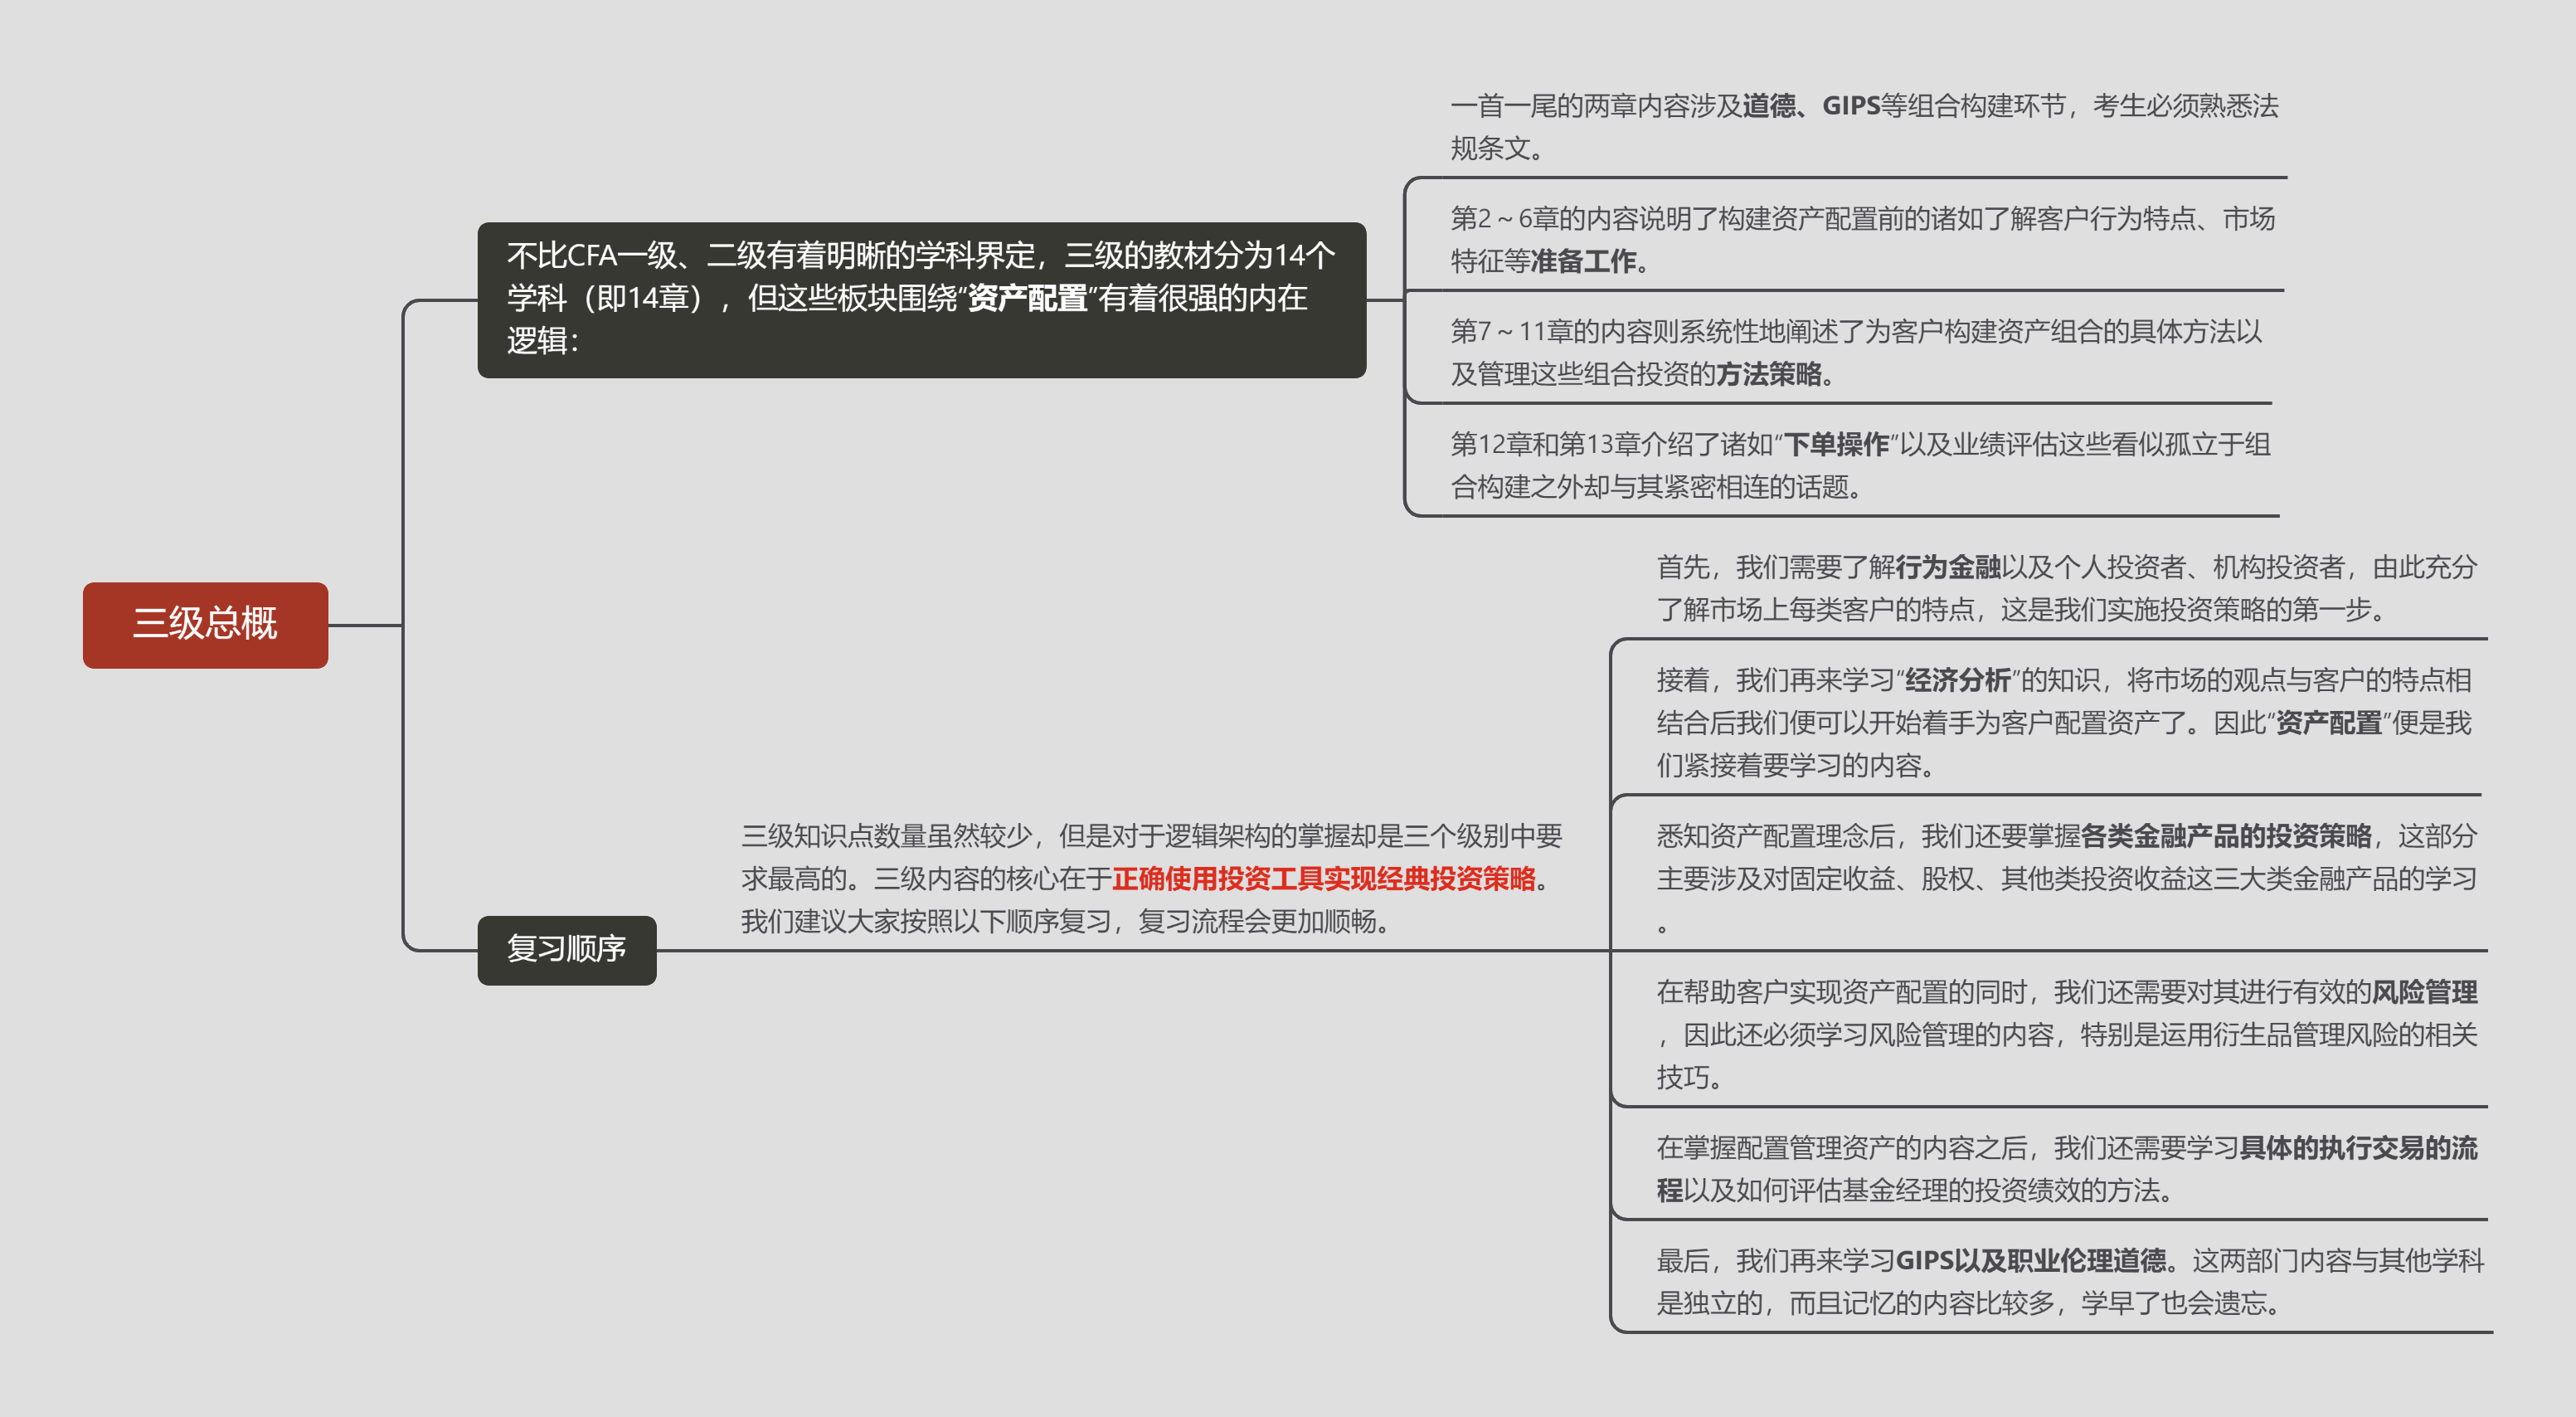 三级总概
不比CFA一级、二级有着明晰的学科界定，三级的教材分为14个
学科（即14章），但这些板块围绕“资产配置”有着很强的内在
逻辑：
一首一尾的两章内容涉及道德、GIPS等组合构建环节，考生必须熟悉法
规条文。
第2～6章的内容说明了构建资产配置前的诸如了解客户行为特点、市场
特征等准备工作。
第7～11章的内容则系统性地阐述了为客户构建资产组合的具体方法以
及管理这些组合投资的方法策略。
第12章和第13章介绍了诸如“下单操作”以及业绩评估这些看似孤立于组
合构建之外却与其紧密相连的话题。
复习顺序
三级知识点数量虽然较少，但是对于逻辑架构的掌握却是三个级别中要
求最高的。三级内容的核心在于正确使用投资工具实现经典投资策略。
我们建议大家按照以下顺序复习，复习流程会更加顺畅。
首先，我们需要了解行为金融以及个人投资者、机构投资者，由此充分
了解市场上每类客户的特点，这是我们实施投资策略的第一步。
接着，我们再来学习“经济分析”的知识，将市场的观点与客户的特点相
结合后我们便可以开始着手为客户配置资产了。因此“资产配置”便是我
们紧接着要学习的内容。
悉知资产配置理念后，我们还要掌握各类金融产品的投资策略，这部分
主要涉及对固定收益、股权、其他类投资收益这三大类金融产品的学习
。
在帮助客户实现资产配置的同时，我们还需要对其进行有效的风险管理
，因此还必须学习风险管理的内容，特别是运用衍生品管理风险的相关
技巧。
在掌握配置管理资产的内容之后，我们还需要学习具体的执行交易的流
程以及如何评估基金经理的投资绩效的方法。
最后，我们再来学习GIPS以及职业伦理道德。这两部门内容与其他学科
是独立的，而且记忆的内容比较多，学早了也会遗忘。